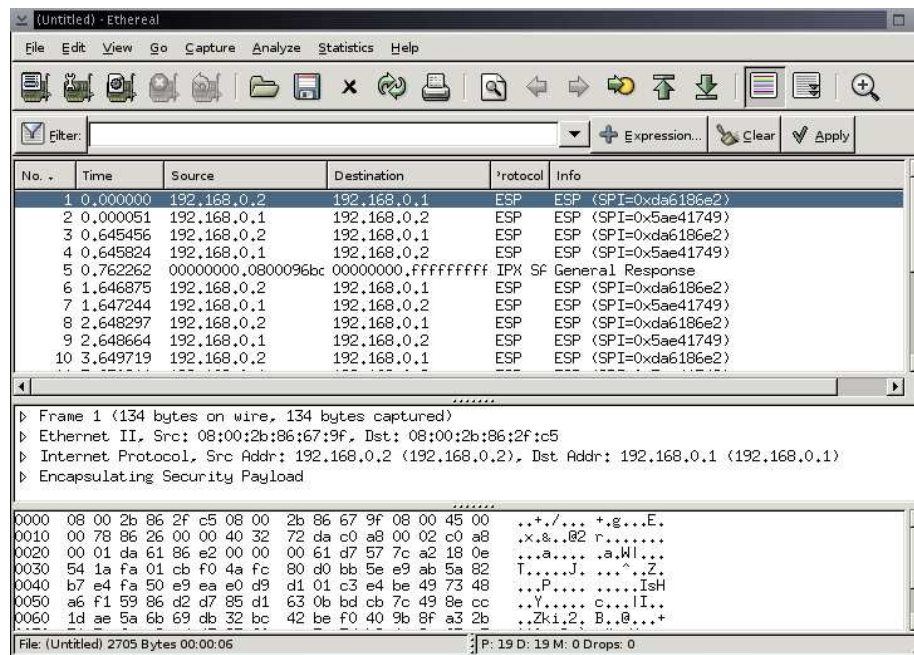 (Untitled) - Ethereal
File Edit View Go Capture Analyze Statistics Help
Filter: Expression... Clear Apply
No. Time Source Destination Protocol Info
1 0.000000 192.168.0.2 192.168.0.1 ESP ESP (SPI=0xda6186e2)
2 0.000051 192.168.0.1 192.168.0.2 ESP ESP (SPI=0x5ae41749)
3 0.645456 192.168.0.2 192.168.0.1 ESP ESP (SPI=0xda6186e2)
4 0.645824 192.168.0.1 192.168.0.2 ESP ESP (SPI=0x5ae41749)
5 0.762262 00000000.0800096bc 00000000.fffffffff IPX SA General Response
6 1.646875 192.168.0.2 192.168.0.1 ESP ESP (SPI=0xda6186e2)
7 1.647244 192.168.0.1 192.168.0.2 ESP ESP (SPI=0x5ae41749)
8 2.648297 192.168.0.2 192.168.0.1 ESP ESP (SPI=0xda6186e2)
9 2.648664 192.168.0.1 192.168.0.2 ESP ESP (SPI=0x5ae41749)
10 3.649719 192.168.0.2 192.168.0.1 ESP ESP (SPI=0xda6186e2)
Frame 1 (134 bytes on wire, 134 bytes captured)
Ethernet II, Src: 08:00:2b:86:67:9f, Dst: 08:00:2b:86:2f:c5
Internet Protocol, Src Addr: 192.168.0.2 (192.168.0.2), Dst Addr: 192.168.0.1 (192.168.0.1)
Encapsulating Security Payload
0000 08 00 2b 86 2f c5 08 00 2b 86 67 9f 08 00 45 00 ..+./... +.g...E.
0010 00 78 86 26 00 00 40 32 72 da c0 a8 00 02 c0 a8 .x.&..@2 r.......
0020 00 01 da 61 86 e2 00 00 00 61 d7 57 7c a2 18 0e ...a.... .a.W|...
0030 54 1a fa 01 cb f0 4a fc 80 d0 bb 5e e9 ab 5a 82 T.....J. ...^..Z.
0040 b7 e4 fa 50 e9 ea e0 d9 d1 01 c3 e4 be 49 73 48 ...P.... .....IsH
0050 a6 f1 59 86 d2 d7 85 d1 63 0b bd cb 7c 49 8e cc ..Y..... c...|I..
0060 1d ae 5a 6b 69 db 32 bc 42 be f0 40 9b 8f a3 2b ..Zki.2. B..@...+
File: (Untitled) 2705 Bytes 00:00:06 P: 19 D: 19 M: 0 Drops: 0